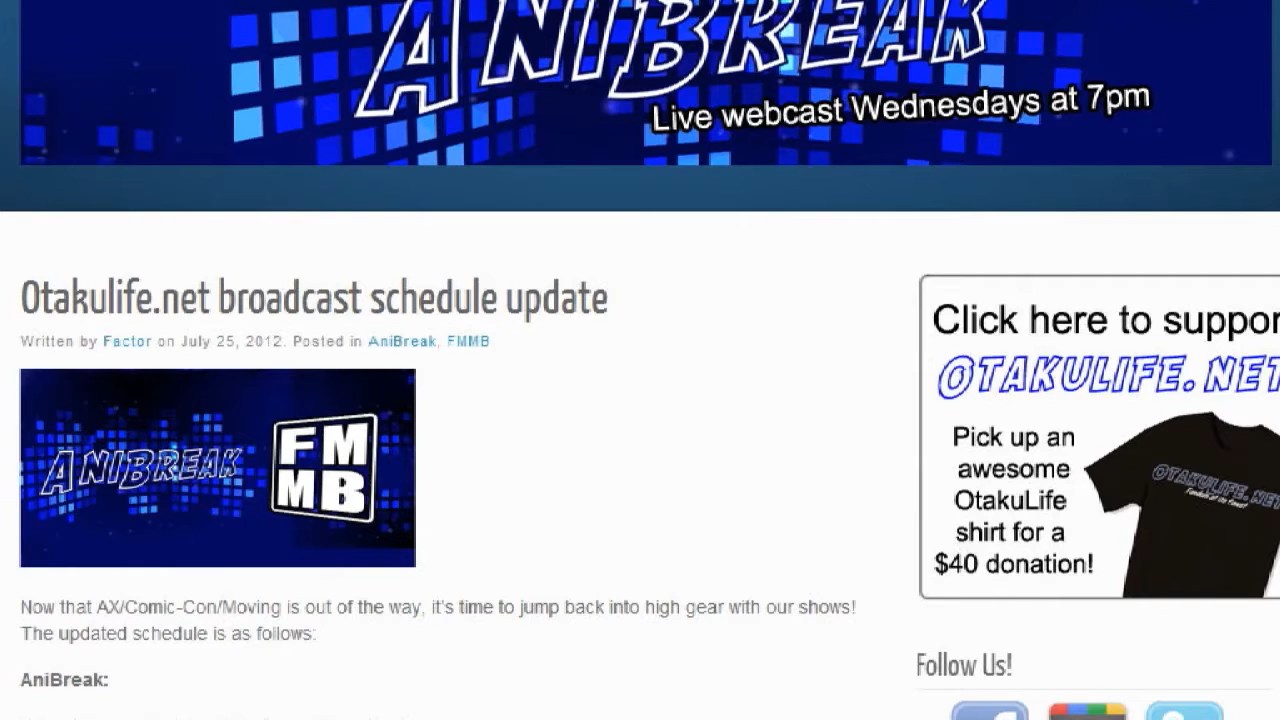 ANIBREAK
Live webcast Wednesdays at 7pm
Otakulife.net broadcast schedule update
Written by Factor on July 25, 2012. Posted in AniBreak, FMMB
ANIBREAK
FM
MB
Now that AX/Comic-Con/Moving is out of the way, it's time to jump back into high gear with our shows!
The updated schedule is as follows:
AniBreak:
Click here to suppor
OTAKULIFE.NET
Pick up an
awesome
OtakuLife
shirt for a
$40 donation!
OTAKULIFE.NET
Follow Us!